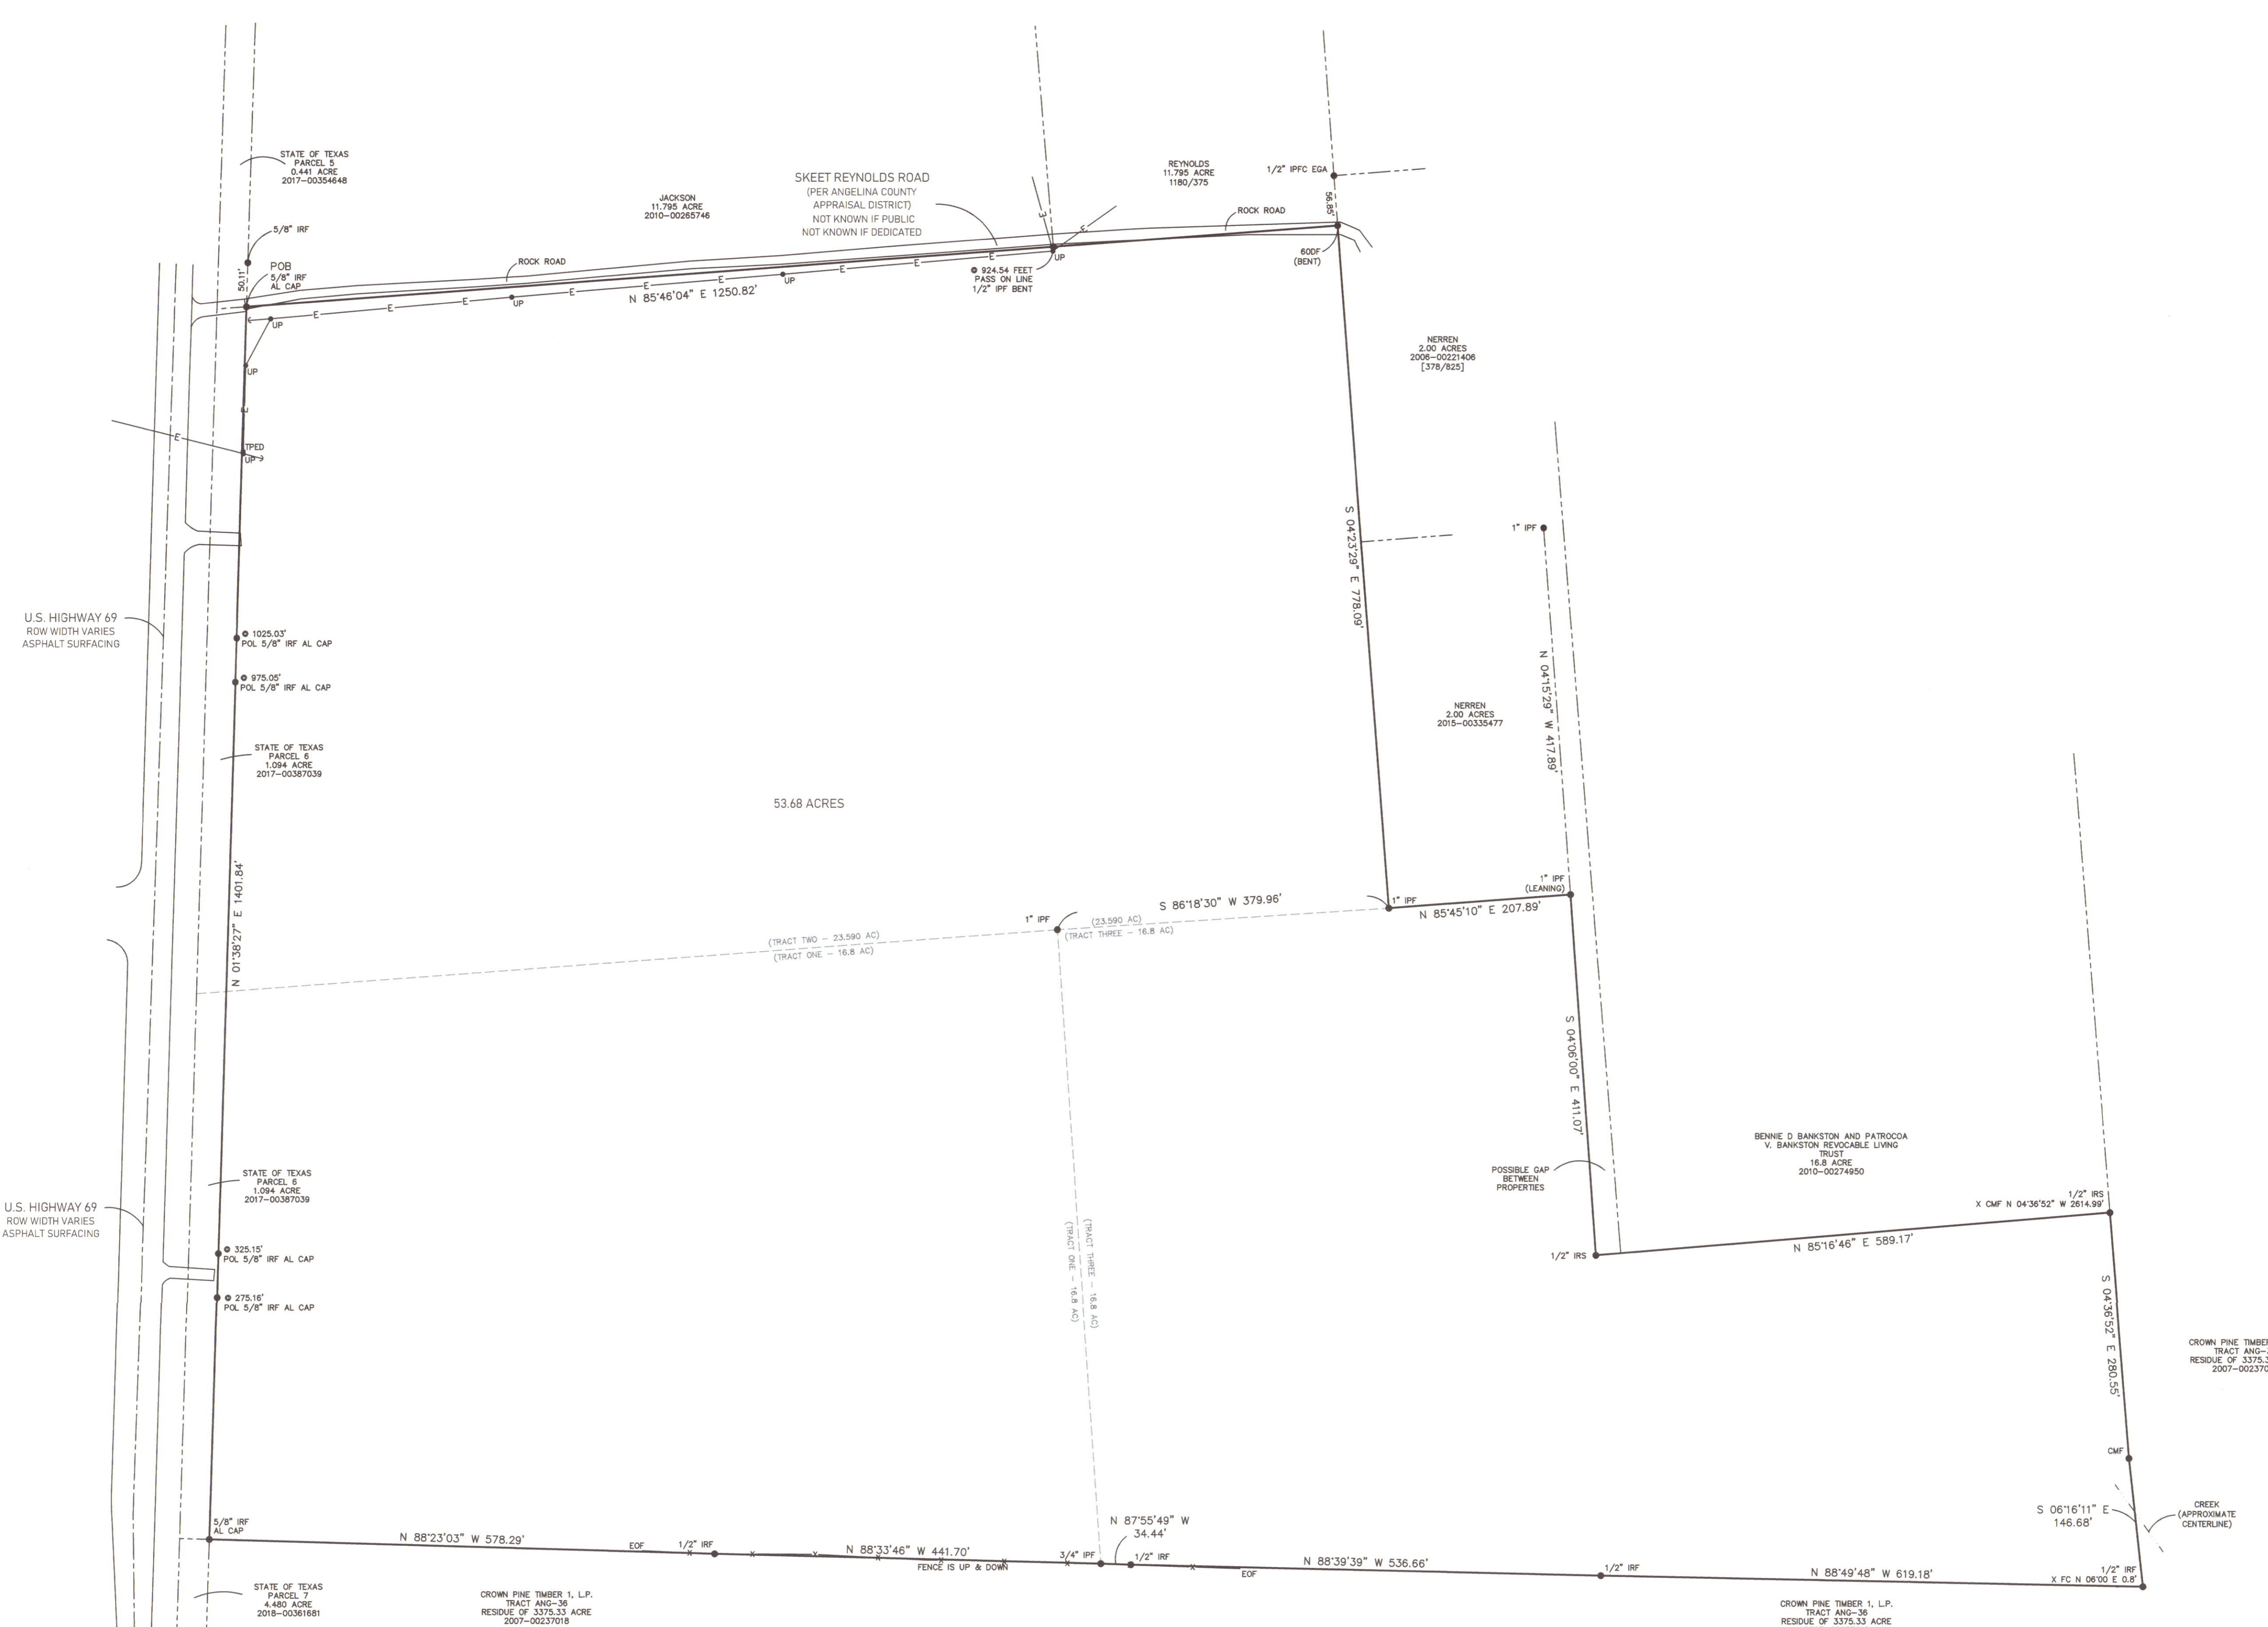 STATE OF TEXAS
PARCEL 5
0.441 ACRE
2017-00354648
5/8" IRF
50.11'
POB
5/8" IRF
AL CAP
JACKSON
11.795 ACRE
2010-00265746
SKEET REYNOLDS ROAD
(PER ANGELINA COUNTY
APPRAISAL DISTRICT)
NOT KNOWN IF PUBLIC
NOT KNOWN IF DEDICATED
REYNOLDS
11.795 ACRE
1180/375
1/2" IPFC EGA
56.85'
ROCK ROAD
ROCK ROAD
60DF
(BENT)
@ 924.54 FEET
PASS ON LINE
1/2" IPF BENT
N 85°46'04" E 1250.82'
E
E
E
E
E
E
E
E
E
E
E
E
E
UP
UP
UP
UP
UP
TPED
UP
NERREN
2.00 ACRES
2006-00221406
[378/825]
S 04°23'29" E 778.09'
1" IPF
N 04°15'29" W 417.89'
U.S. HIGHWAY 69
ROW WIDTH VARIES
ASPHALT SURFACING
@ 1025.03'
POL 5/8" IRF AL CAP
@ 975.05'
POL 5/8" IRF AL CAP
STATE OF TEXAS
PARCEL 6
1.094 ACRE
2017-00387039
NERREN
2.00 ACRES
2015-00335477
53.68 ACRES
N 01°38'27" E 1401.84'
1" IPF
(LEANING)
1" IPF
N 85°45'10" E 207.89'
S 86°18'30" W 379.96'
1" IPF
(23.590 AC)
(TRACT THREE - 16.8 AC)
(TRACT TWO - 23.590 AC)
(TRACT ONE - 16.8 AC)
S 04°06'00" E 411.07'
POSSIBLE GAP
BETWEEN
PROPERTIES
BENNIE D BANKSTON AND PATROCOA
V. BANKSTON REVOCABLE LIVING
TRUST
16.8 ACRE
2010-00274950
1/2" IRS
X CMF N 04°36'52" W 2614.99'
1/2" IRS
N 85°16'46" E 589.17'
STATE OF TEXAS
PARCEL 6
1.094 ACRE
2017-00387039
U.S. HIGHWAY 69
ROW WIDTH VARIES
ASPHALT SURFACING
@ 325.15'
POL 5/8" IRF AL CAP
@ 275.16'
POL 5/8" IRF AL CAP
(TRACT THREE - 16.8 AC)
(TRACT ONE - 16.8 AC)
S 04°36'52" E 280.55'
CROWN PINE TIMBER
TRACT ANG-
RESIDUE OF 3375.3
2007-002370
CMF
S 06°16'11" E
146.68'
CREEK
(APPROXIMATE
CENTERLINE)
5/8" IRF
AL CAP
N 88°23'03" W 578.29'
EOF
1/2" IRF
N 88°33'46" W 441.70'
FENCE IS UP & DOWN
3/4" IPF
N 87°55'49" W
34.44'
1/2" IRF
EOF
N 88°39'39" W 536.66'
1/2" IRF
N 88°49'48" W 619.18'
1/2" IRF
X FC N 06°00 E 0.8'
STATE OF TEXAS
PARCEL 7
4.480 ACRE
2018-00361681
CROWN PINE TIMBER 1, L.P.
TRACT ANG-36
RESIDUE OF 3375.33 ACRE
2007-00237018
CROWN PINE TIMBER 1, L.P.
TRACT ANG-36
RESIDUE OF 3375.33 ACRE